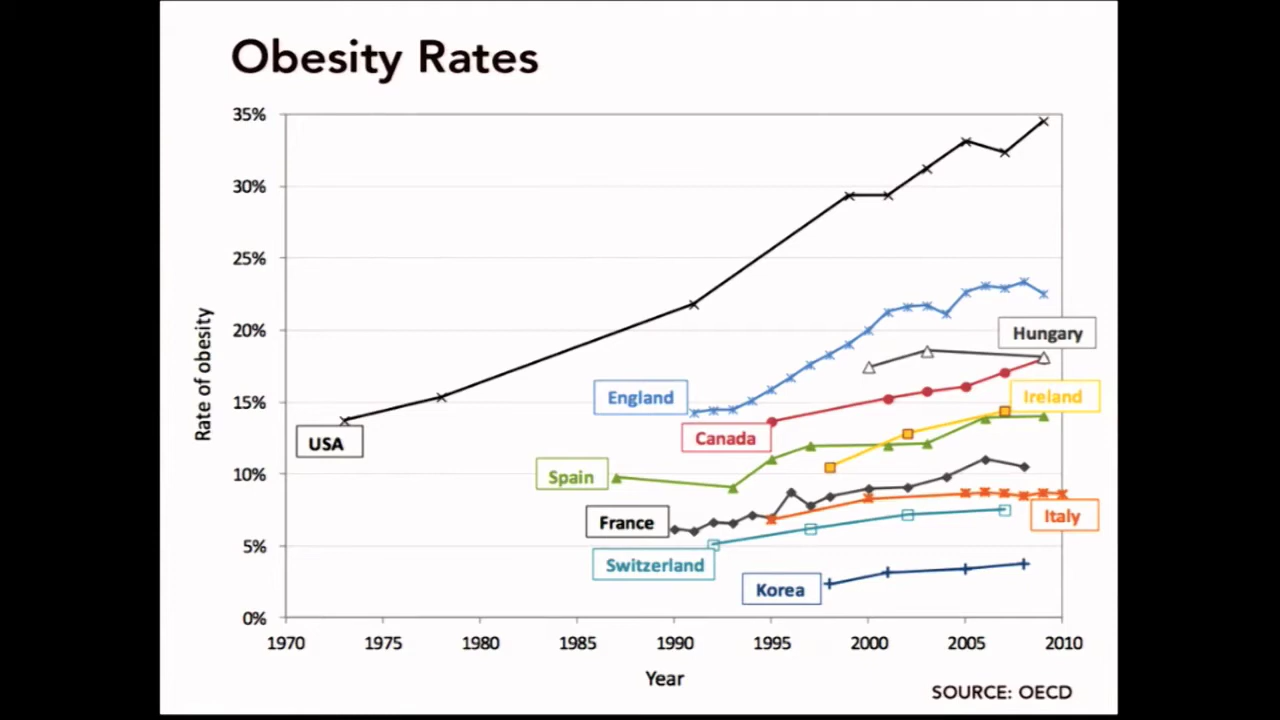 Obesity Rates
35%
30%
25%
20%
15%
10%
5%
0%
Rate of obesity
USA
England
Hungary
Canada
Ireland
Spain
France
Italy
Switzerland
Korea
1970 1975 1980 1985 1990 1995 2000 2005 2010
Year
SOURCE: OECD